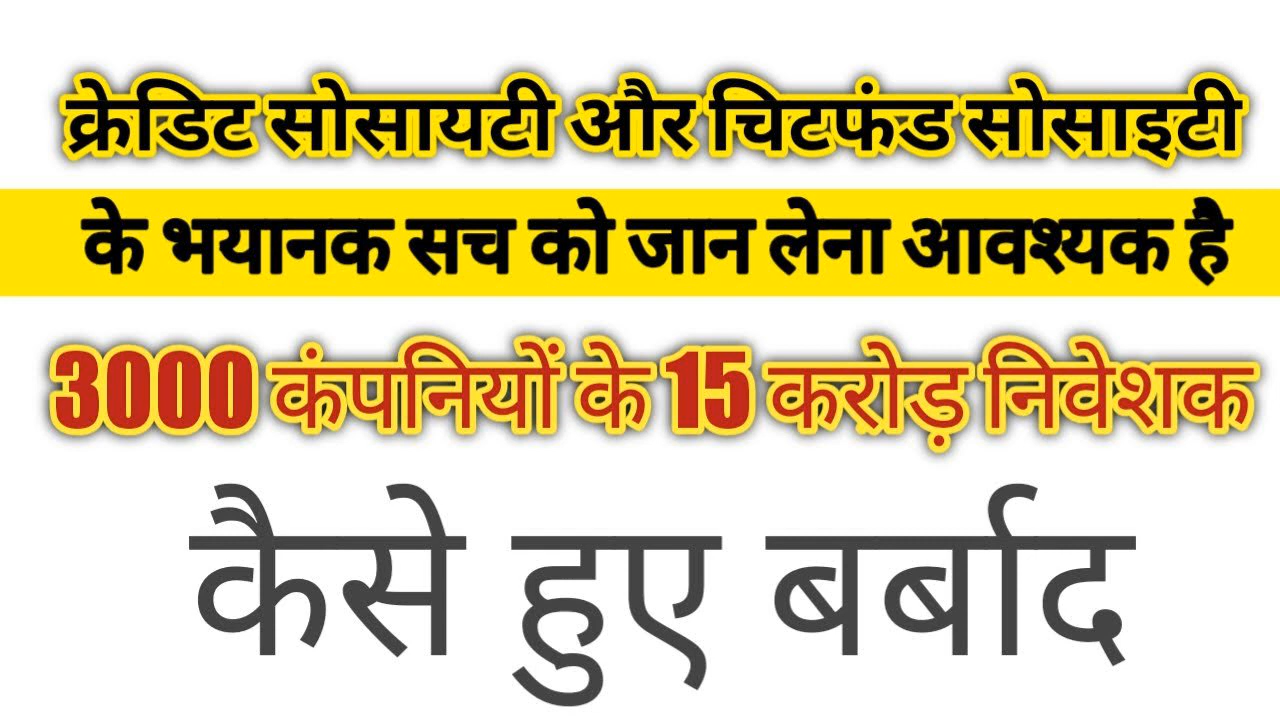 क्रेडिट सोसायटी और चिटफंड सोसाइटी
के भयानक सच को जान लेना आवश्यक है
3000 कंपनियों के 15 करोड़ निवेशक
कैसे हुए बर्बाद